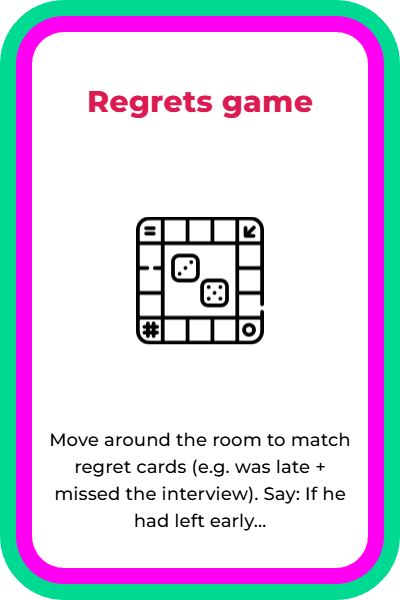 Regrets game
Move around the room to match
regret cards (e.g. was late +
missed the interview). Say: If he
had left early...